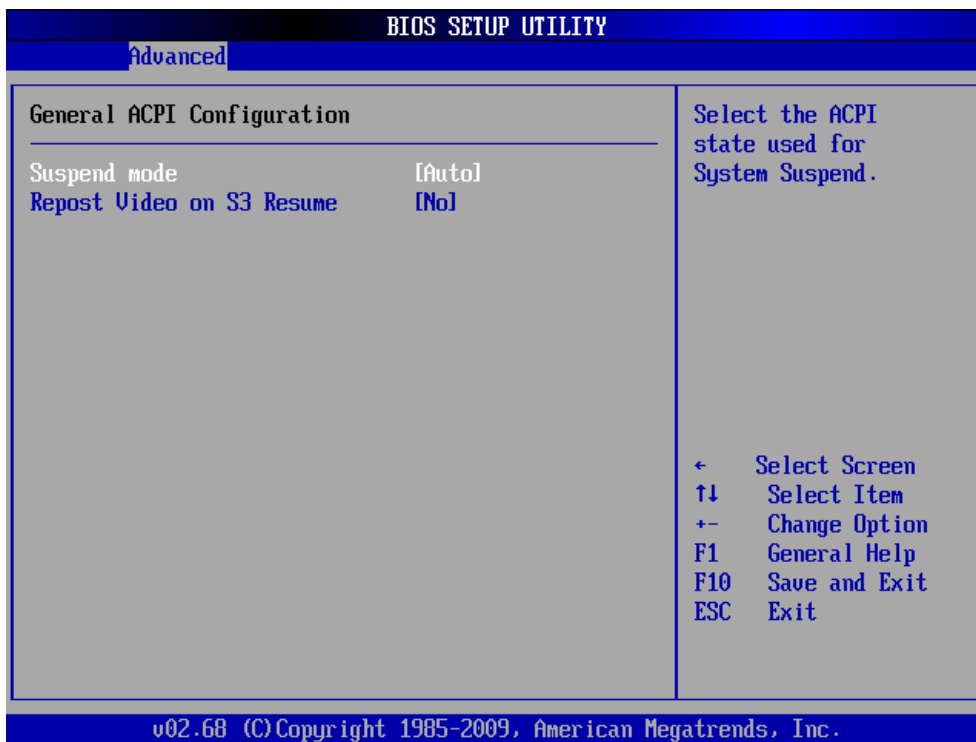 BIOS SETUP UTILITY
Advanced
General ACPI Configuration
Suspend mode [Auto]
Repost Video on S3 Resume [No]
Select the ACPI
state used for
System Suspend.
← Select Screen
↑↓ Select Item
+- Change Option
F1 General Help
F10 Save and Exit
ESC Exit
v02.68 (C)Copyright 1985-2009, American Megatrends, Inc.